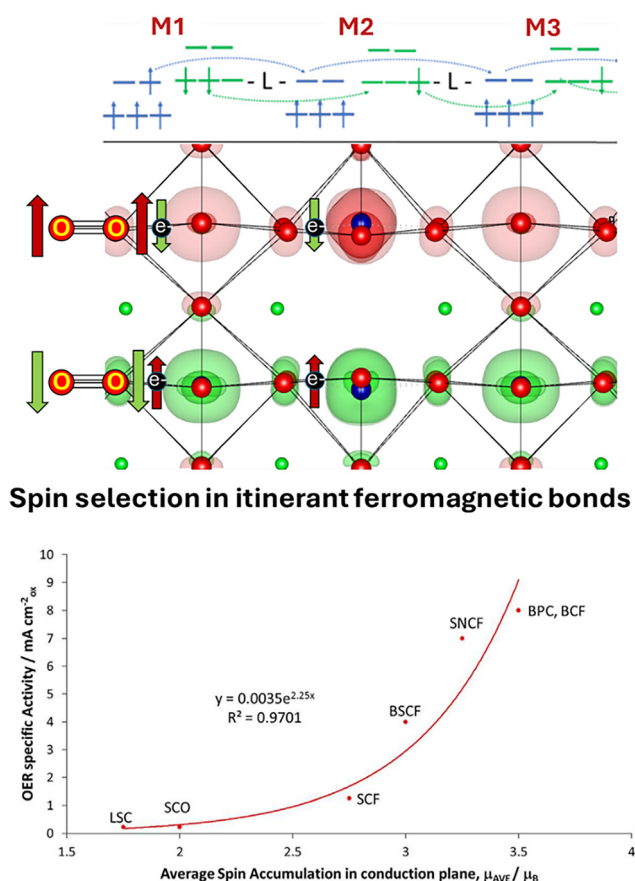 M1 M2 M3
- L - - L -
O O e- e-
O O e- e-
Spin selection in itinerant ferromagnetic bonds
10
9
8
7
6
5
4
3
2
1
0
OER specific Activity / mA cm⁻²ox
BPC, BCF
SNCF
y = 0.0035e^2.25x
R² = 0.9701
BSCF
SCF
LSC SCO
1.5 2 2.5 3 3.5 4
Average Spin Accumulation in conduction plane, μAVE/ μB